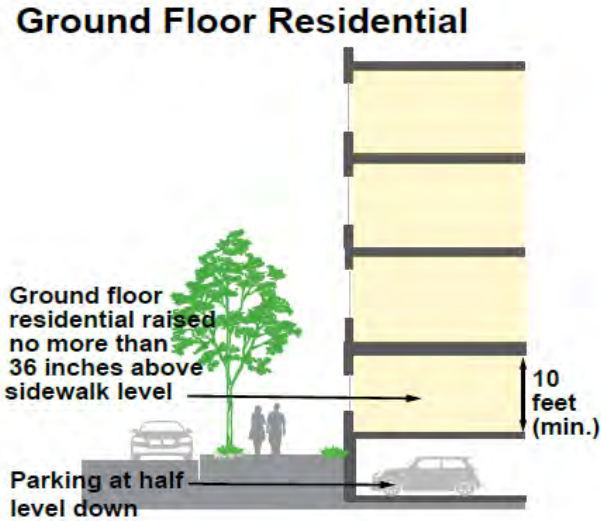 Ground Floor Residential
Ground floor
residential raised
no more than
36 inches above
sidewalk level
10
feet
(min.)
Parking at half
level down